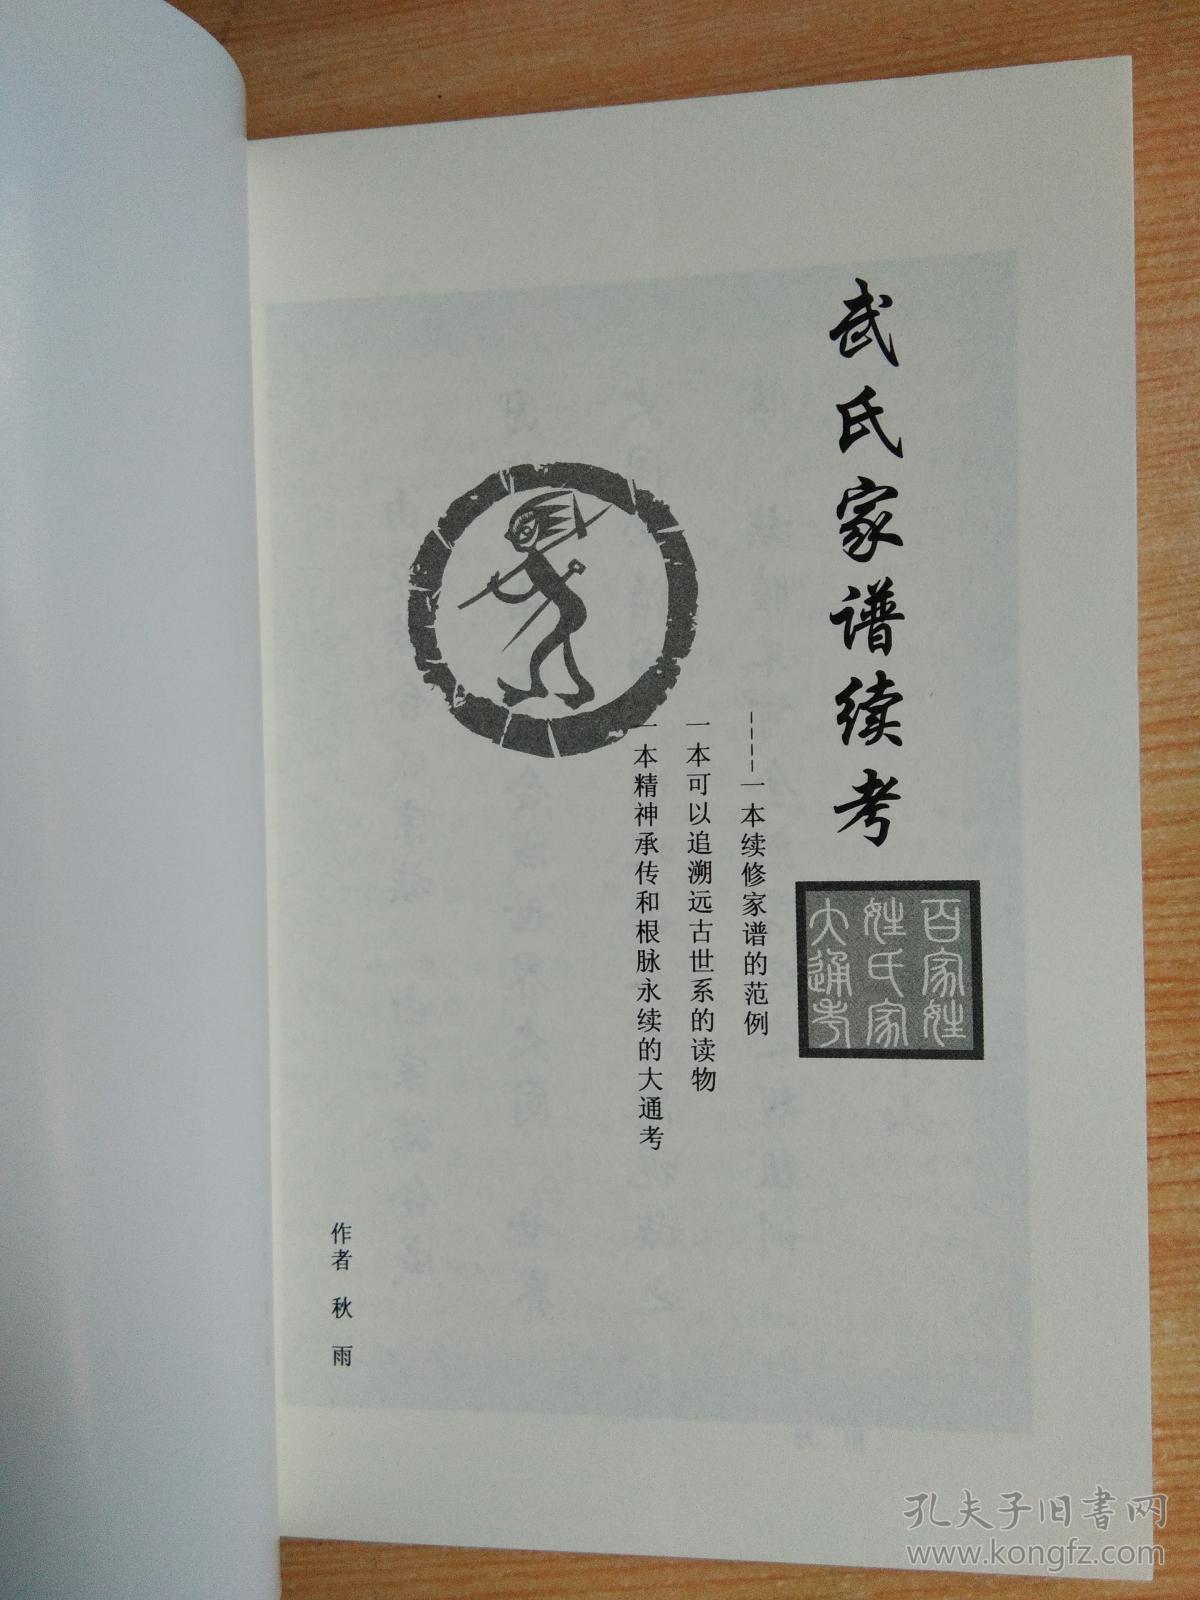 武氏家谱续考
百家姓
姓氏家
大通考
----一本续修家谱的范例
一本可以追溯远古世系的读物
一本精神承传和根脉永续的大通考
作者 秋雨
孔夫子旧书网
www.kongfz.com